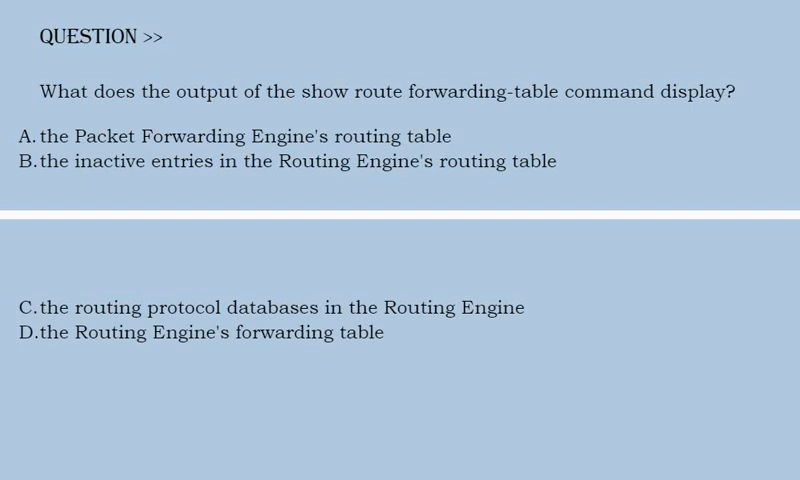 QUESTION >>
What does the output of the show route forwarding-table command display?
A. the Packet Forwarding Engine's routing table
B. the inactive entries in the Routing Engine's routing table
C. the routing protocol databases in the Routing Engine
D. the Routing Engine's forwarding table